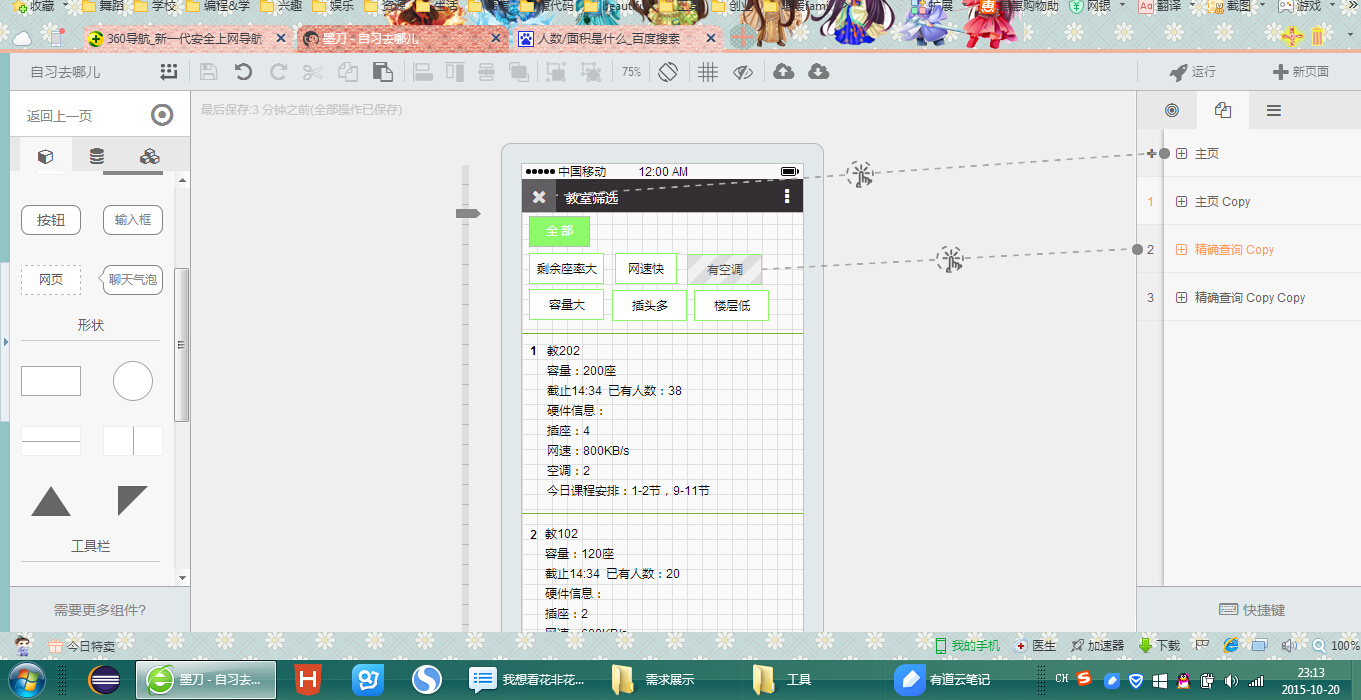 收藏 舞蹈 学校 编程&学 兴趣 娱乐 资源 生活 源代码 beautiful 工具 创业 扩展 购物助 网银 翻译 截图 游戏
360导航_新一代安全上网导航 墨刀 - 自习去哪儿 人数/面积是什么_百度搜索
自习去哪儿 75% 运行 新页面
返回上一页
最后保存:3 分钟之前(全部操作已保存)
按钮 输入框
网页 聊天气泡
形状
工具栏
需要更多组件?
中国移动 12:00 AM
教室筛选
全部
剩余座率大 网速快 有空调
容量大 插头多 楼层低
1 教202
容量：200座
截止14:34 已有人数：38
硬件信息：
插座：4
网速：800KB/s
空调：2
今日课程安排：1-2节，9-11节
2 教102
容量：120座
截止14:34 已有人数：20
硬件信息：
插座：2
主页
1 主页 Copy
2 精确查询 Copy
3 精确查询 Copy Copy
快捷键
今日特卖 我的手机 医生 加速器 下载 100%
墨刀 - 自习去... 我想看花非花... 需求展示 工具 有道云笔记 CH 23:13
2015-10-20